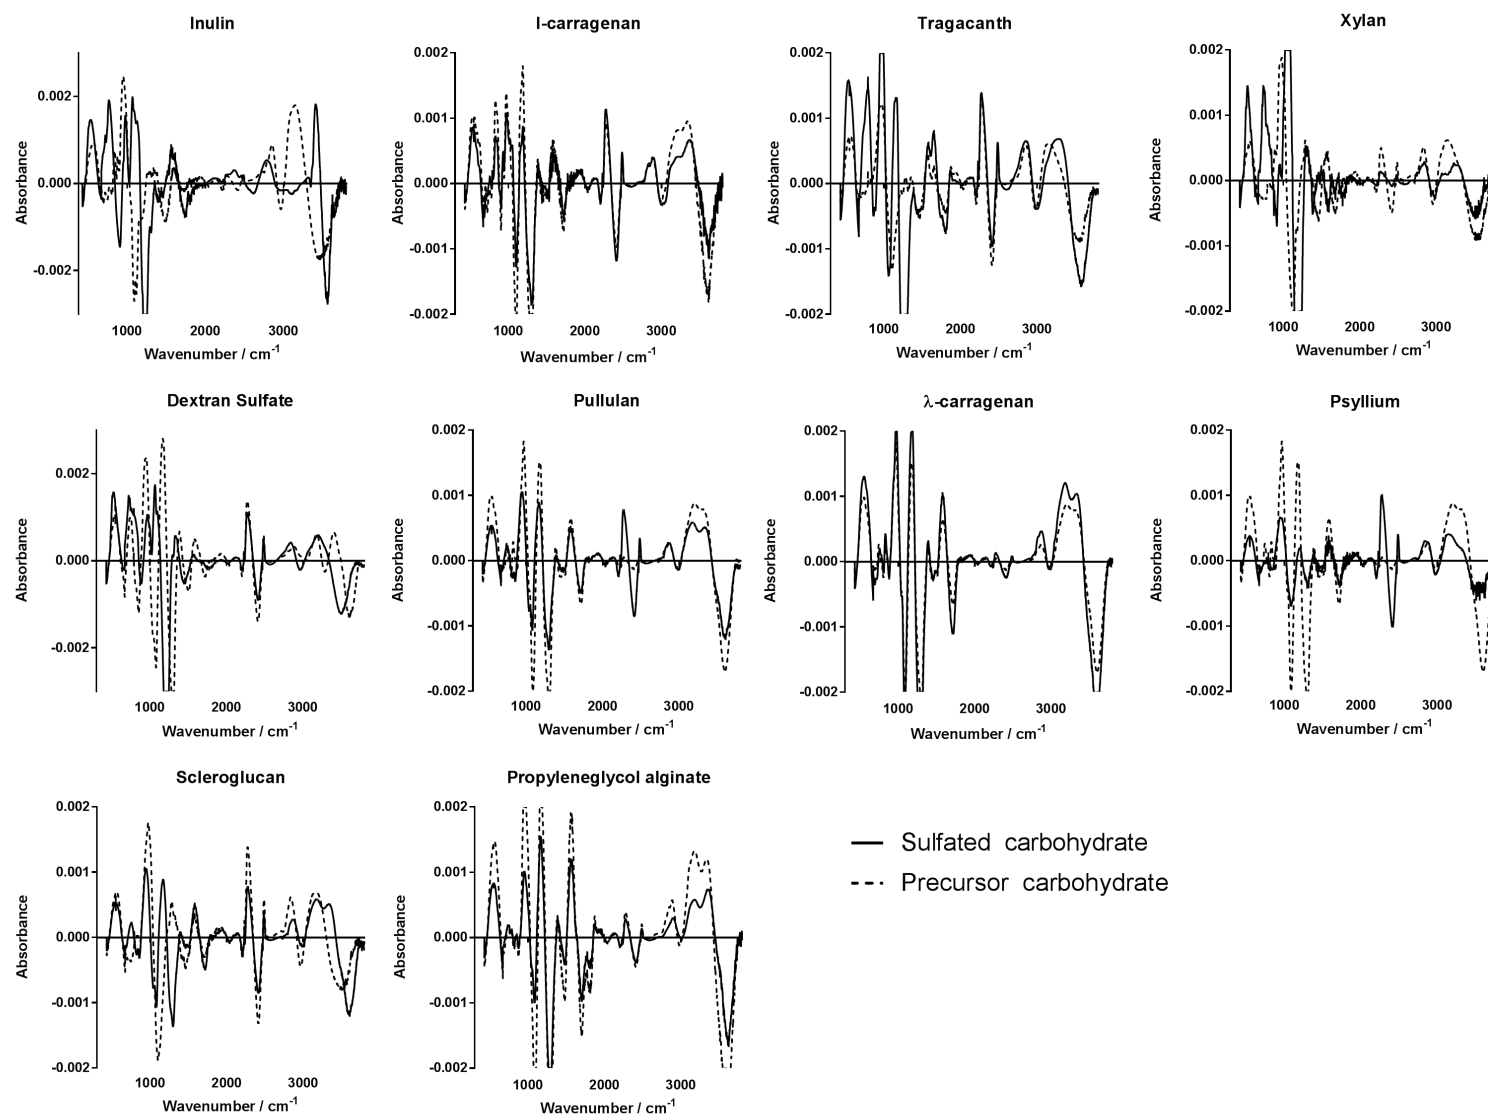 Inulin
0.002
0.000
-0.002
Absorbance
1000 2000 3000
Wavenumber / cm-1
I-carragenan
0.002
0.001
0.000
-0.001
-0.002
Absorbance
1000 2000 3000
Wavenumber / cm-1
Tragacanth
0.002
0.001
0.000
-0.001
-0.002
Absorbance
1000 2000 3000
Wavenumber / cm-1
Xylan
0.002
0.001
0.000
-0.001
-0.002
Absorbance
1000 2000 3000
Wavenumber / cm-1
Dextran Sulfate
0.002
0.000
-0.002
Absorbance
1000 2000 3000
Wavenumber / cm-1
Pullulan
0.002
0.001
0.000
-0.001
-0.002
Absorbance
1000 2000 3000
Wavenumber / cm-1
λ-carragenan
0.002
0.001
0.000
-0.001
-0.002
Absorbance
1000 2000 3000
Wavenumber / cm-1
Psyllium
0.002
0.001
0.000
-0.001
-0.002
Absorbance
1000 2000 3000
Wavenumber / cm-1
Scleroglucan
0.002
0.001
0.000
-0.001
-0.002
Absorbance
1000 2000 3000
Wavenumber / cm-1
Propyleneglycol alginate
0.002
0.001
0.000
-0.001
-0.002
Absorbance
1000 2000 3000
Wavenumber / cm-1
Sulfated carbohydrate
Precursor carbohydrate